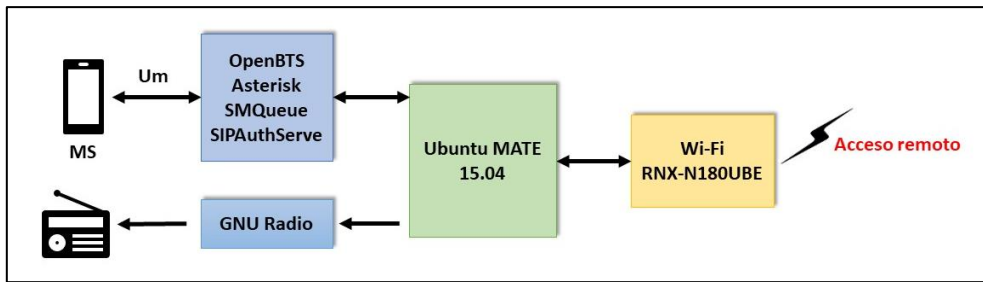 Um
MS
OpenBTS
Asterisk
SMQueue
SIPAuthServe
GNU Radio
Ubuntu MATE
15.04
Wi-Fi
RNX-N180UBE
Acceso remoto